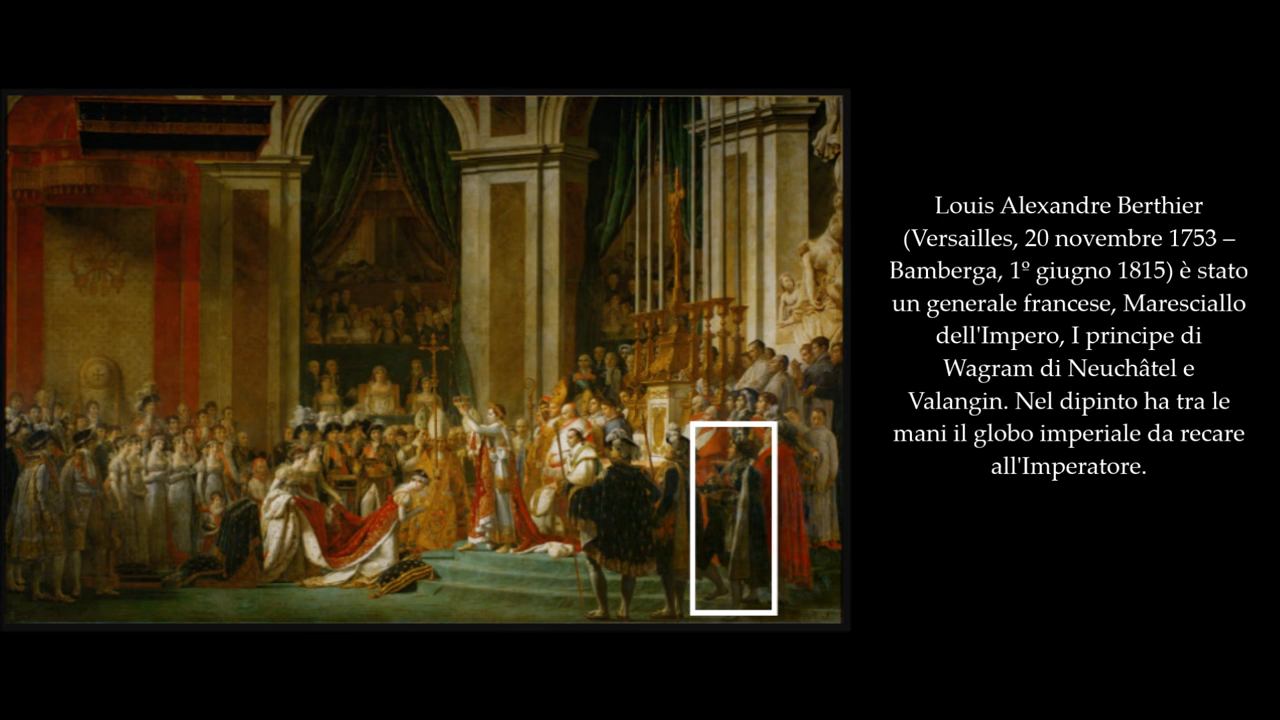 Louis Alexandre Berthier
(Versailles, 20 novembre 1753 –
Bamberga, 1º giugno 1815) è stato
un generale francese, Maresciallo
dell'Impero, I principe di
Wagram di Neuchâtel e
Valangin. Nel dipinto ha tra le
mani il globo imperiale da recare
all'Imperatore.